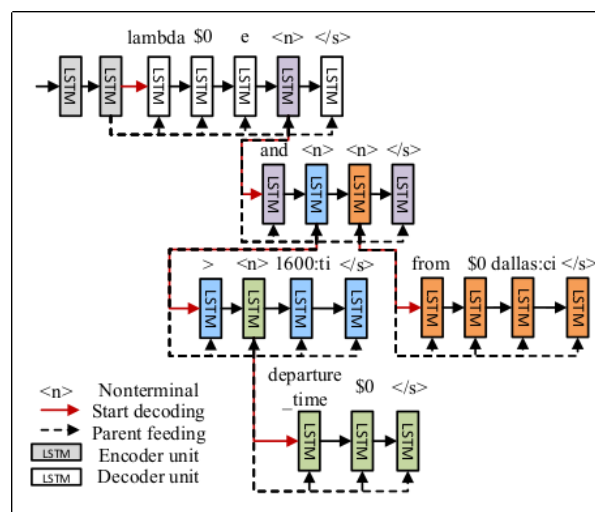 lambda $0 e <n> </s>
LSTM LSTM LSTM LSTM LSTM LSTM LSTM
and <n> <n> </s>
LSTM LSTM LSTM LSTM
> <n> 1600:ti </s>
LSTM LSTM LSTM LSTM
from $0 dallas:ci </s>
LSTM LSTM LSTM LSTM
departure
_time $0 </s>
LSTM LSTM LSTM
<n> Nonterminal
Start decoding
Parent feeding
LSTM Encoder unit
LSTM Decoder unit